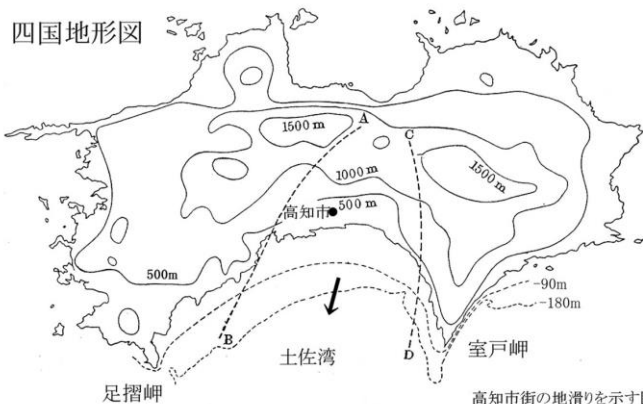 四国地形図
1500 m
A
C
1000 m
1500 m
高知市
500 m
500m
-90m
-180m
B
土佐湾
D
室戸岬
足摺岬
高知市街の地滑りを示す